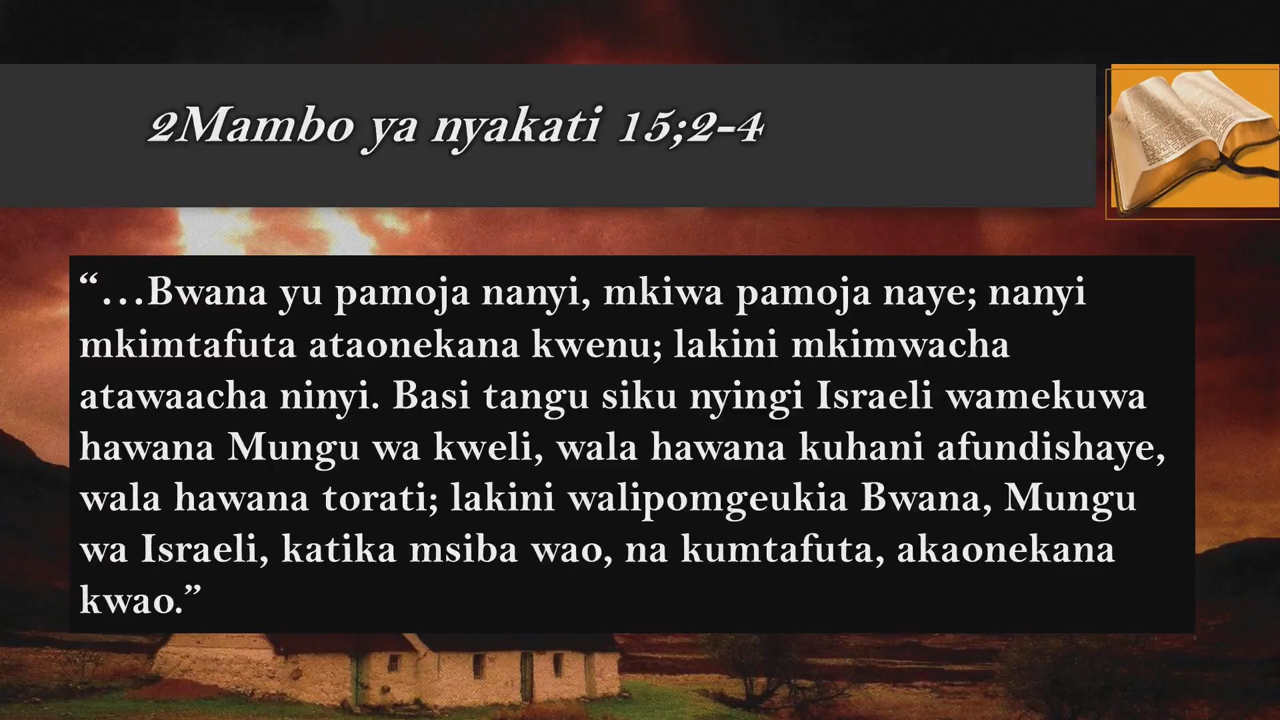 2Mambo ya nyakati 15;2-4
“…Bwana yu pamoja nanyi, mkiwa pamoja naye; nanyi
mkimtafuta ataonekana kwenu; lakini mkimwacha
atawaacha ninyi. Basi tangu siku nyingi Israeli wamekuwa
hawana Mungu wa kweli, wala hawana kuhani afundishaye,
wala hawana torati; lakini walipomgeukia Bwana, Mungu
wa Israeli, katika msiba wao, na kumtafuta, akaonekana
kwao.”